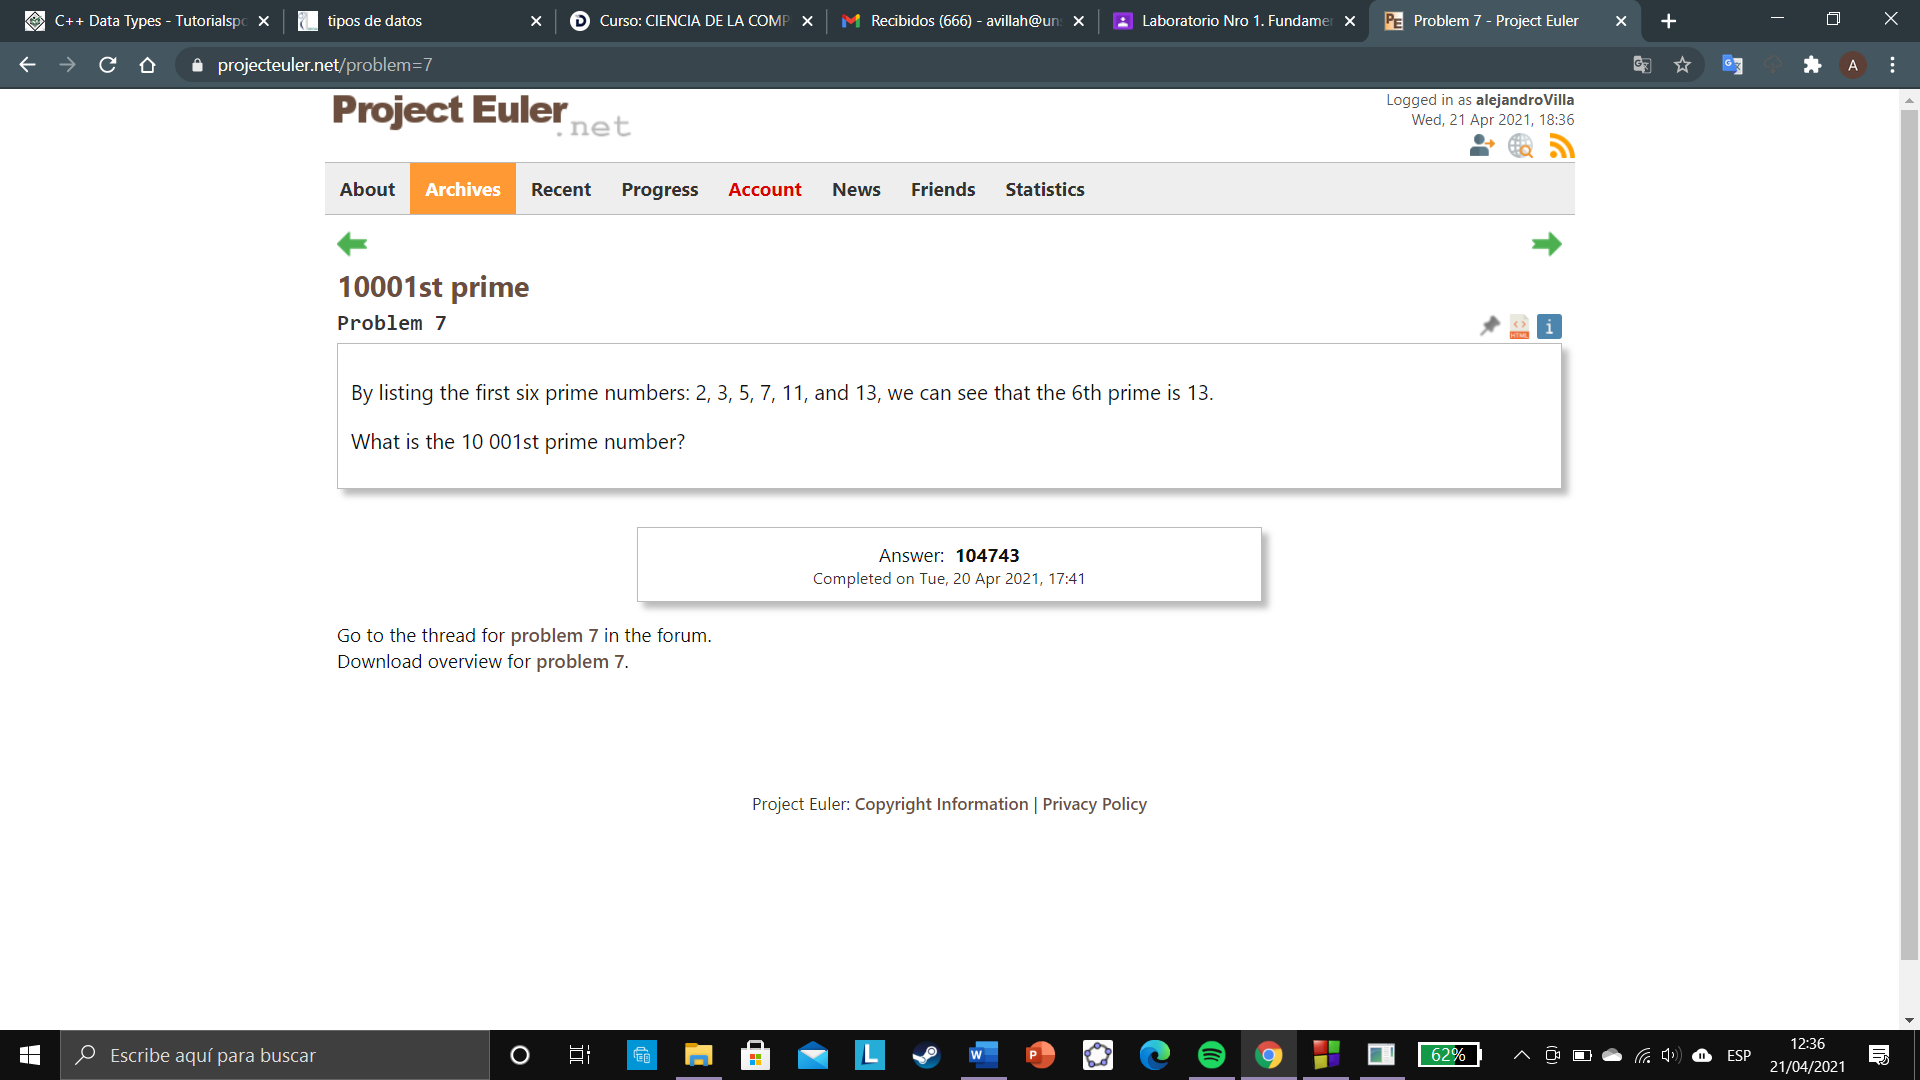 C++ Data Types - Tutorialspo
tipos de datos
Curso: CIENCIA DE LA COMP
Recibidos (666) - avillah@uns
Laboratorio Nro 1. Fundamen
Problem 7 - Project Euler
projecteuler.net/problem=7
A
Project Euler.net
Logged in as alejandroVilla
Wed, 21 Apr 2021, 18:36
About Archives Recent Progress Account News Friends Statistics
10001st prime
Problem 7
By listing the first six prime numbers: 2, 3, 5, 7, 11, and 13, we can see that the 6th prime is 13.
What is the 10 001st prime number?
Answer: 104743
Completed on Tue, 20 Apr 2021, 17:41
Go to the thread for problem 7 in the forum.
Download overview for problem 7.
Project Euler: Copyright Information | Privacy Policy
Escribe aquí para buscar
62%
ESP
12:36
21/04/2021